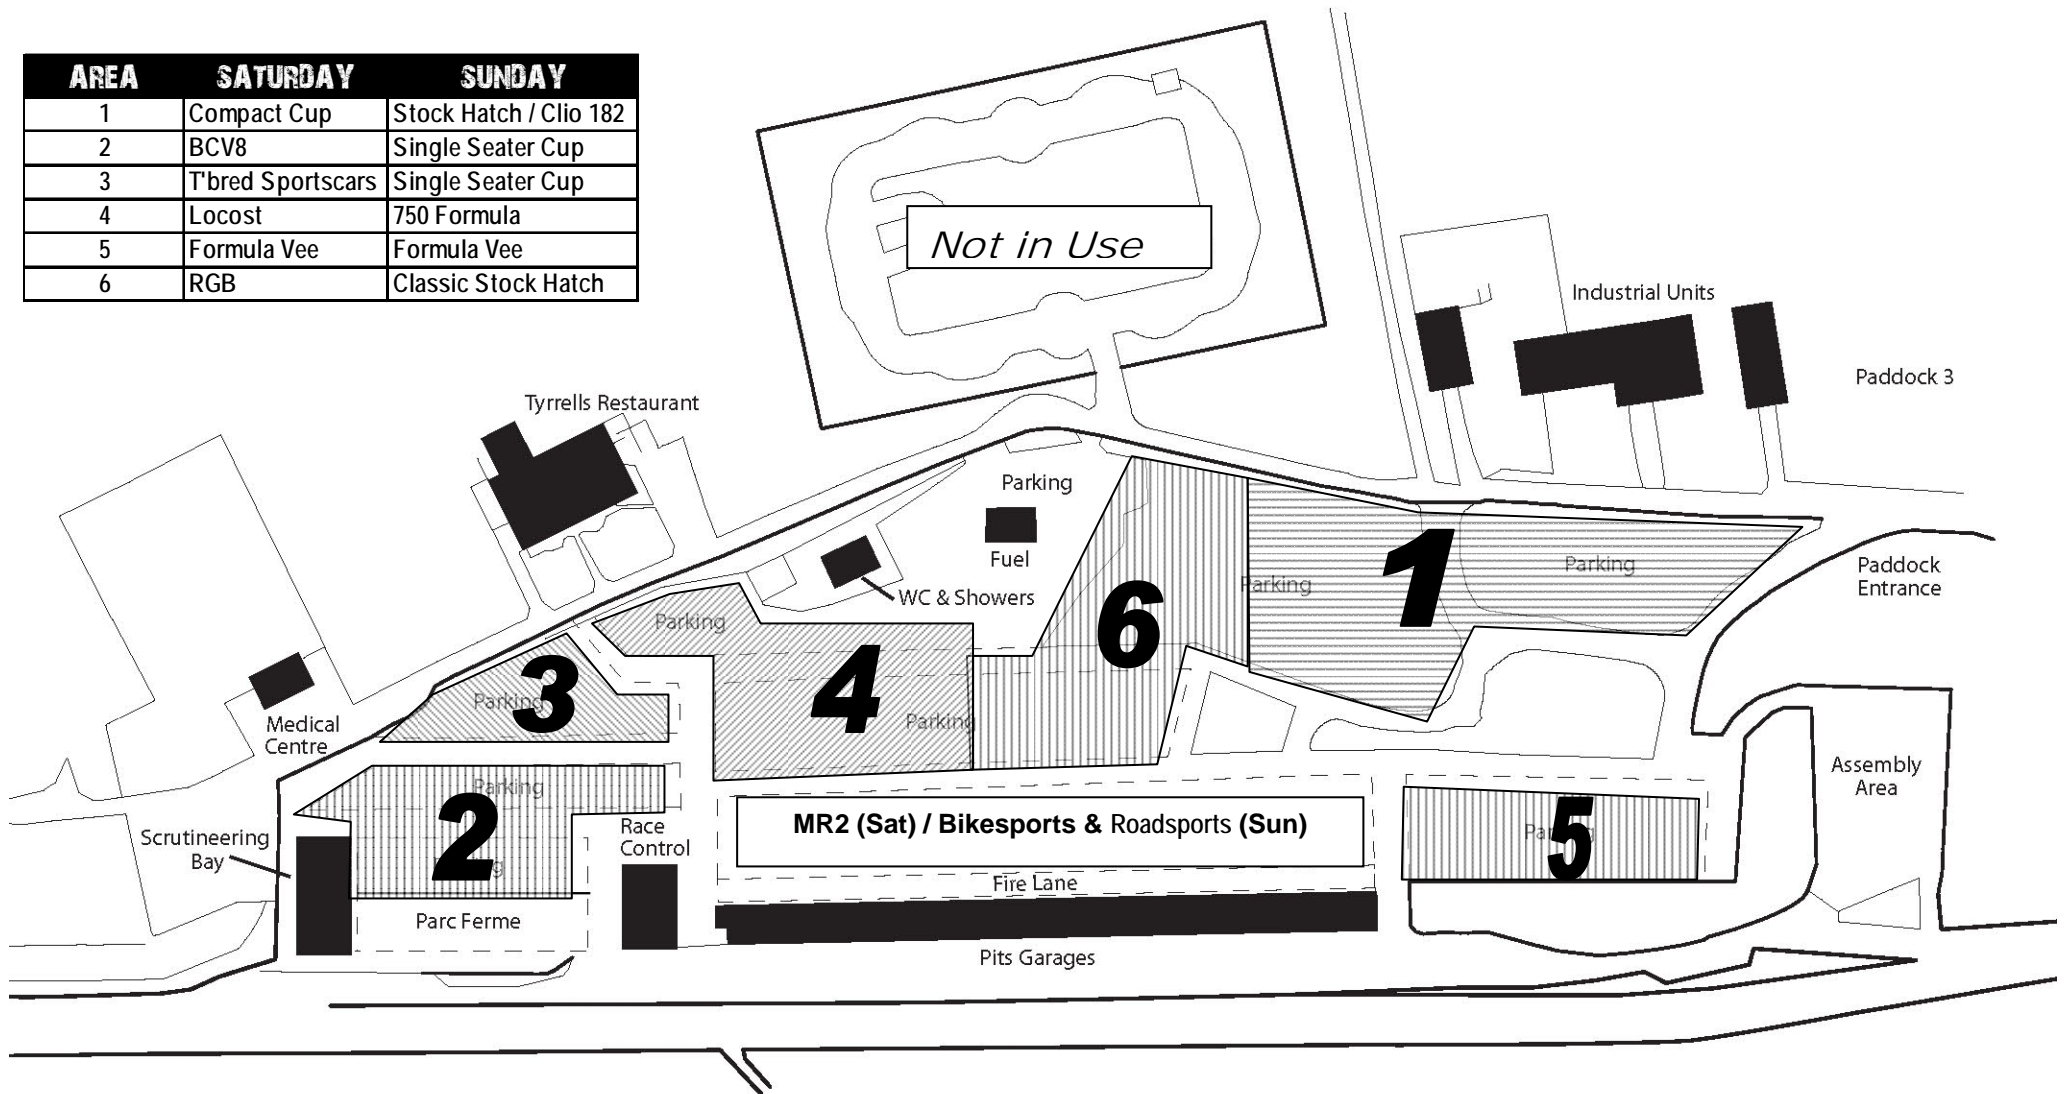 AREA SATURDAY SUNDAY
1 Compact Cup Stock Hatch / Clio 182
2 BCV8 Single Seater Cup
3 T'bred Sportscars Single Seater Cup
4 Locost 750 Formula
5 Formula Vee Formula Vee
6 RGB Classic Stock Hatch
Not in Use
Industrial Units
Paddock 3
Tyrrells Restaurant
Parking
Fuel
WC & Showers
Parking
1
Parking
Paddock
Entrance
6
Parking
4
Parking
Parking
3
Medical
Centre
Parking
2
Parking
Scrutineering
Bay
Race
Control
MR2 (Sat) / Bikesports & Roadsports (Sun)
Parking
5
Assembly
Area
Fire Lane
Parc Ferme
Pits Garages